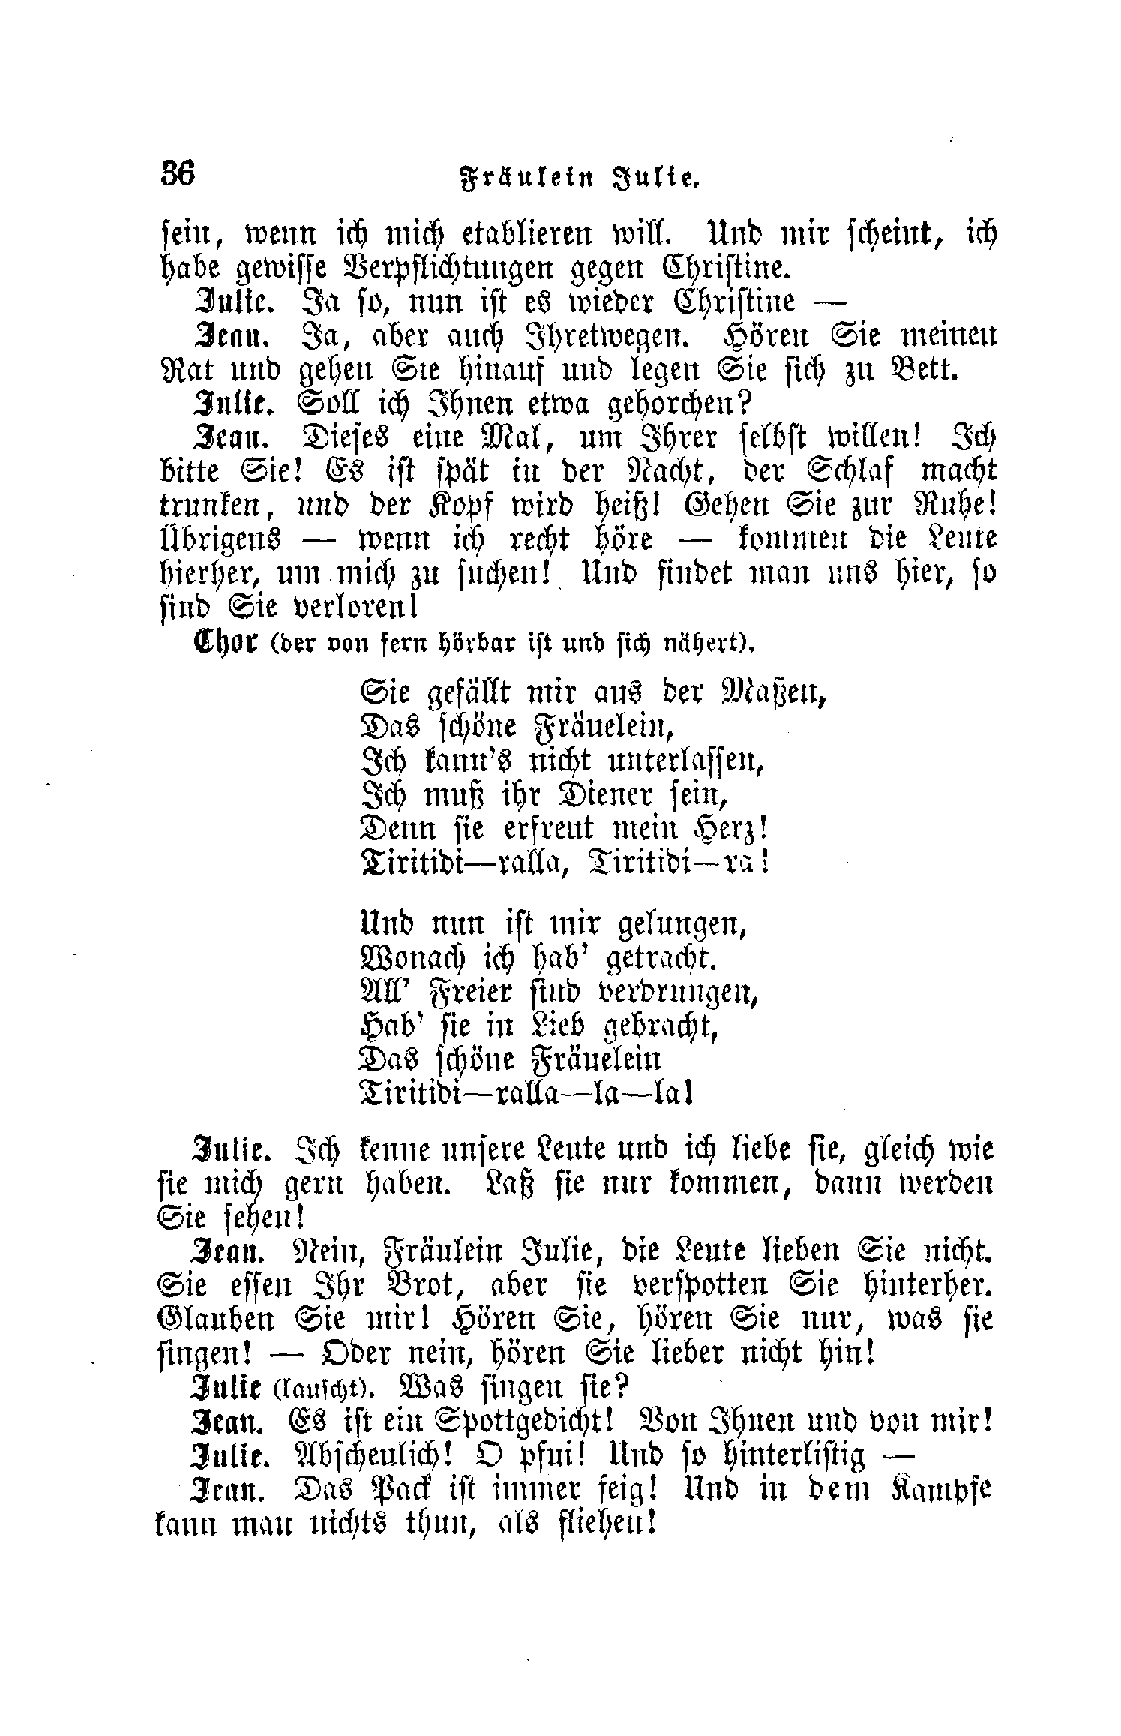 36 Fräulein Julie.
sein, wenn ich mich etablieren will. Und mir scheint, ich
habe gewisse Verpflichtungen gegen Christine.
Julie. Ja so, nun ist es wieder Christine —
Jean. Ja, aber auch Ihretwegen. Hören Sie meinen
Rat und gehen Sie hinauf und legen Sie sich zu Bett.
Julie. Soll ich Ihnen etwa gehorchen?
Jean. Dieses eine Mal, um Ihrer selbst willen! Ich
bitte Sie! Es ist spät in der Nacht, der Schlaf macht
trunken, und der Kopf wird heiß! Gehen Sie zur Ruhe!
Übrigens — wenn ich recht höre — kommen die Leute
hierher, um mich zu suchen! Und findet man uns hier, so
sind Sie verloren!
Chor (der von fern hörbar ist und sich nähert).
Sie gefällt mir aus der Maßen,
Das schöne Fräuelein,
Ich kann's nicht unterlassen,
Ich muß ihr Diener sein,
Denn sie erfreut mein Herz!
Tiritidi—ralla, Tiritidi—ra!
Und nun ist mir gelungen,
Wonach ich hab' getracht.
All' Freier sind verdrungen,
Hab' sie in Lieb gebracht,
Das schöne Fräuelein
Tiritidi—ralla—la—la!
Julie. Ich kenne unsere Leute und ich liebe sie, gleich wie
sie mich gern haben. Laß sie nur kommen, dann werden
Sie sehen!
Jean. Nein, Fräulein Julie, die Leute lieben Sie nicht.
Sie essen Ihr Brot, aber sie verspotten Sie hinterher.
Glauben Sie mir! Hören Sie, hören Sie nur, was sie
singen! — Oder nein, hören Sie lieber nicht hin!
Julie (lauscht). Was singen sie?
Jean. Es ist ein Spottgedicht! Von Ihnen und von mir!
Julie. Abscheulich! O pfui! Und so hinterlistig —
Jean. Das Pack ist immer feig! Und in dem Kampfe
kann man nichts thun, als fliehen!